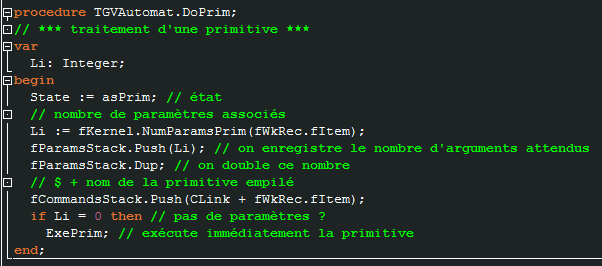 procedure TGVAutomat.DoPrim;
// *** traitement d'une primitive ***
var
Li: Integer;
begin
State := asPrim; // état
// nombre de paramètres associés
Li := fKernel.NumParamsPrim(fWkRec.fItem);
fParamsStack.Push(Li); // on enregistre le nombre d'arguments attendus
fParamsStack.Dup; // on double ce nombre
// $ + nom de la primitive empilé
fCommandsStack.Push(CLink + fWkRec.fItem);
if Li = 0 then // pas de paramètres ?
ExePrim; // exécute immédiatement la primitive
end;